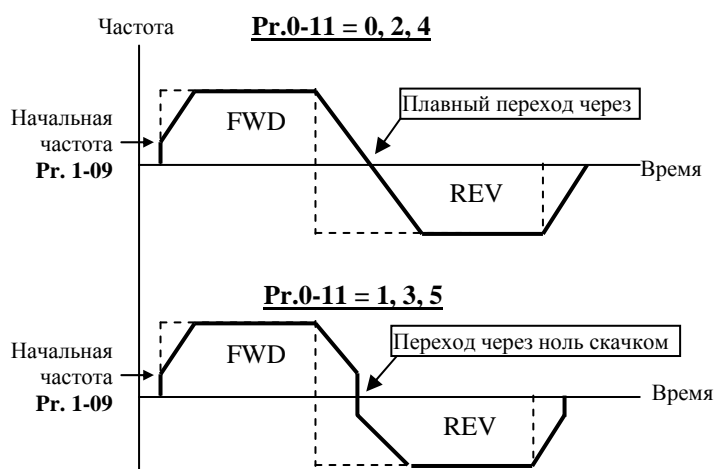 Частота
Pr.0-11 = 0, 2, 4
Плавный переход через
Начальная
частота
Pr. 1-09
FWD
Время
REV
Pr.0-11 = 1, 3, 5
Переход через ноль скачком
Начальная
частота
Pr. 1-09
FWD
Время
REV